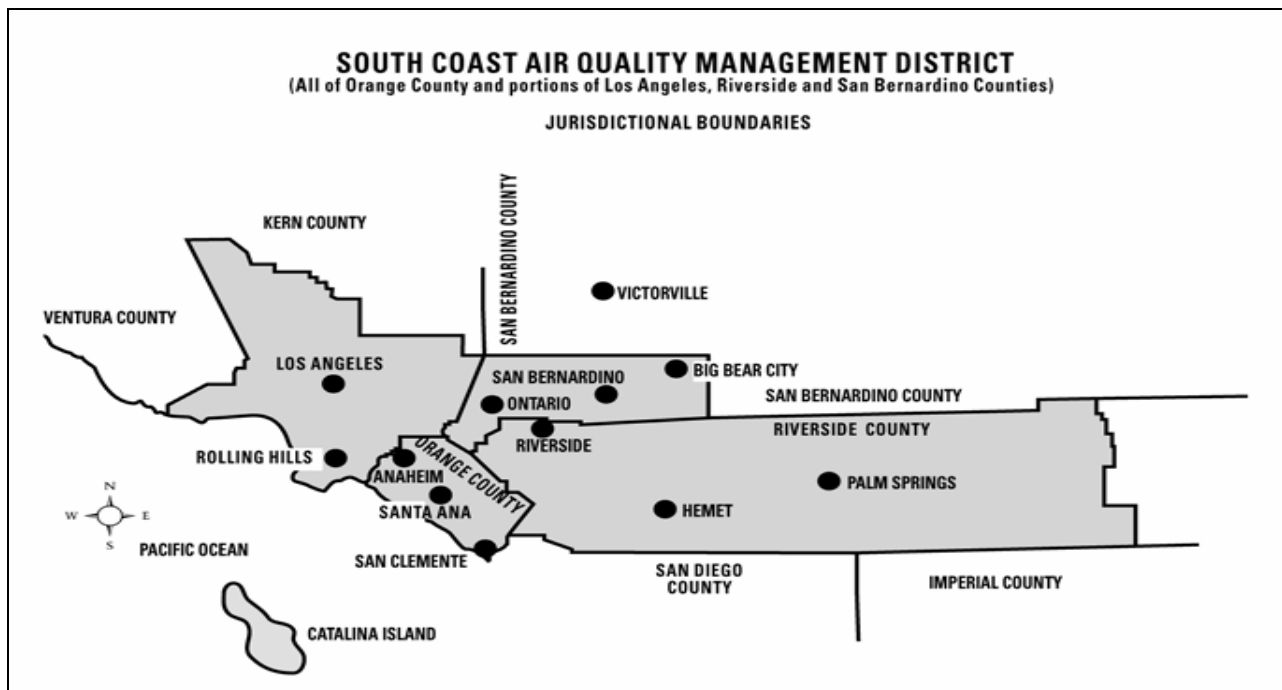 SOUTH COAST AIR QUALITY MANAGEMENT DISTRICT
(All of Orange County and portions of Los Angeles, Riverside and San Bernardino Counties)
JURISDICTIONAL BOUNDARIES
KERN COUNTY
SAN BERNARDINO COUNTY
VICTORVILLE
VENTURA COUNTY
LOS ANGELES
SAN BERNARDINO
BIG BEAR CITY
SAN BERNARDINO COUNTY
ONTARIO
RIVERSIDE COUNTY
RIVERSIDE
ORANGE COUNTY
ROLLING HILLS
ANAHEIM
PALM SPRINGS
SANTA ANA
HEMET
N
W E
S
PACIFIC OCEAN
SAN CLEMENTE
SAN DIEGO
COUNTY
IMPERIAL COUNTY
CATALINA ISLAND